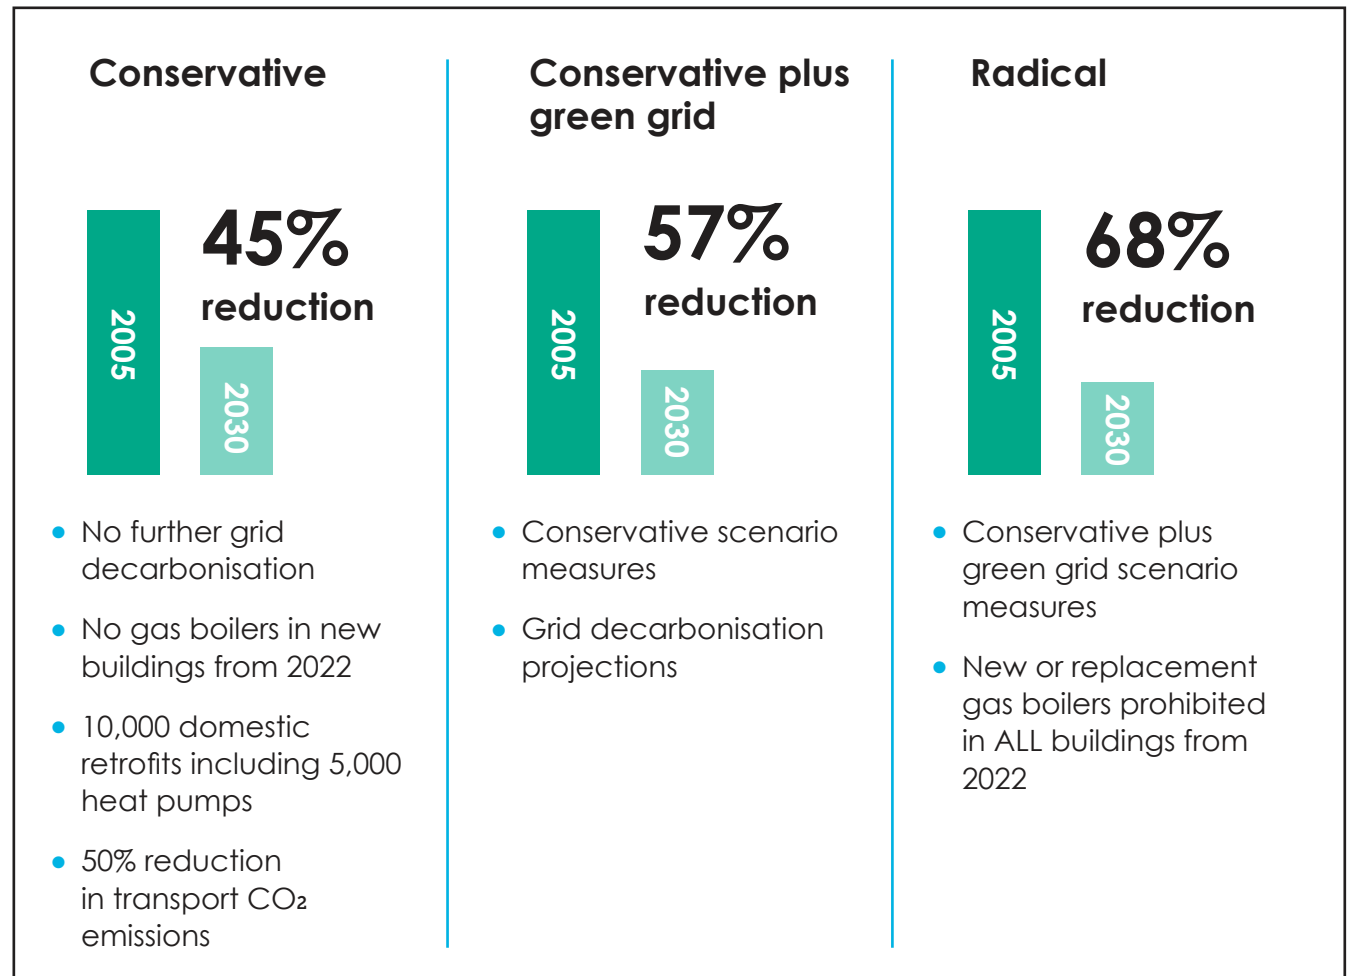 Conservative
45%
reduction
2005
2030
• No further grid
decarbonisation
• No gas boilers in new
buildings from 2022
• 10,000 domestic
retrofits including 5,000
heat pumps
• 50% reduction
in transport CO₂
emissions
Conservative plus
green grid
57%
reduction
2005
2030
• Conservative scenario
measures
• Grid decarbonisation
projections
Radical
68%
reduction
2005
2030
• Conservative plus
green grid scenario
measures
• New or replacement
gas boilers prohibited
in ALL buildings from
2022